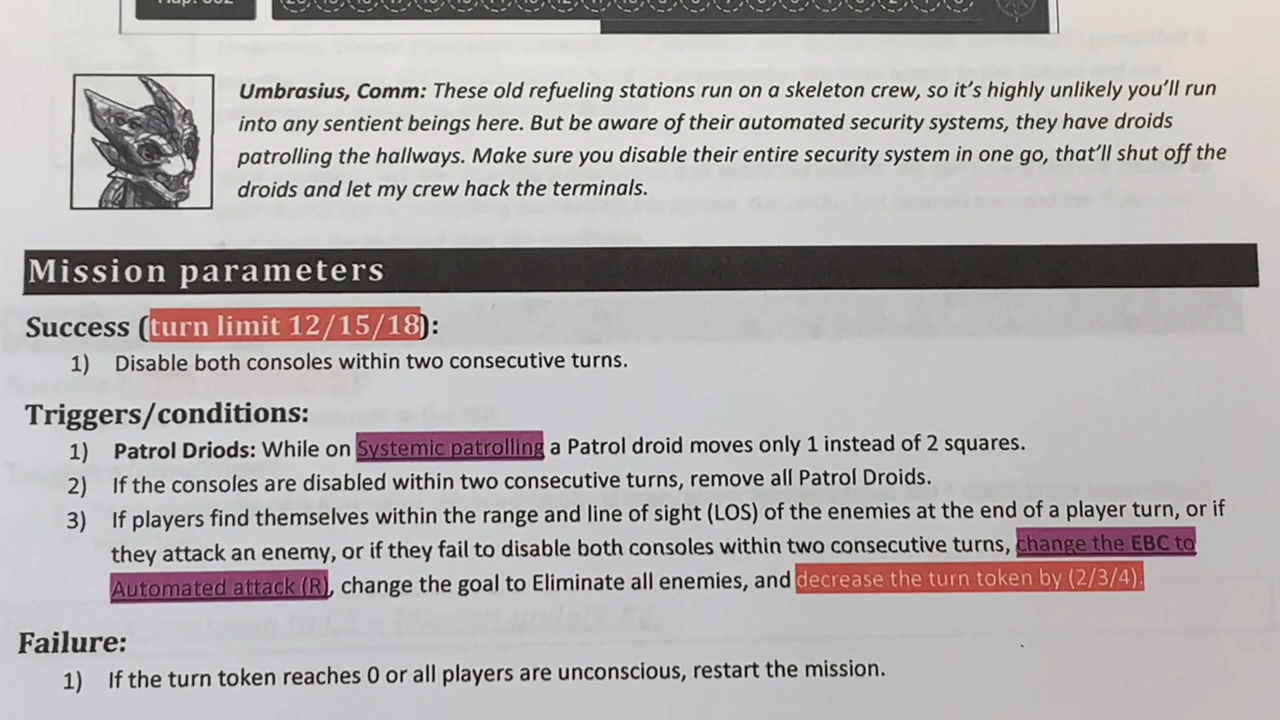 Umbrasius, Comm: These old refueling stations run on a skeleton crew, so it's highly unlikely you'll run
into any sentient beings here. But be aware of their automated security systems, they have droids
patrolling the hallways. Make sure you disable their entire security system in one go, that'll shut off the
droids and let my crew hack the terminals.
Mission parameters
Success (turn limit 12/15/18):
1) Disable both consoles within two consecutive turns.
Triggers/conditions:
1) Patrol Driods: While on Systemic patrolling a Patrol droid moves only 1 instead of 2 squares.
2) If the consoles are disabled within two consecutive turns, remove all Patrol Droids.
3) If players find themselves within the range and line of sight (LOS) of the enemies at the end of a player turn, or if
they attack an enemy, or if they fail to disable both consoles within two consecutive turns, change the EBC to
Automated attack (R), change the goal to Eliminate all enemies, and decrease the turn token by (2/3/4).
Failure:
1) If the turn token reaches 0 or all players are unconscious, restart the mission.